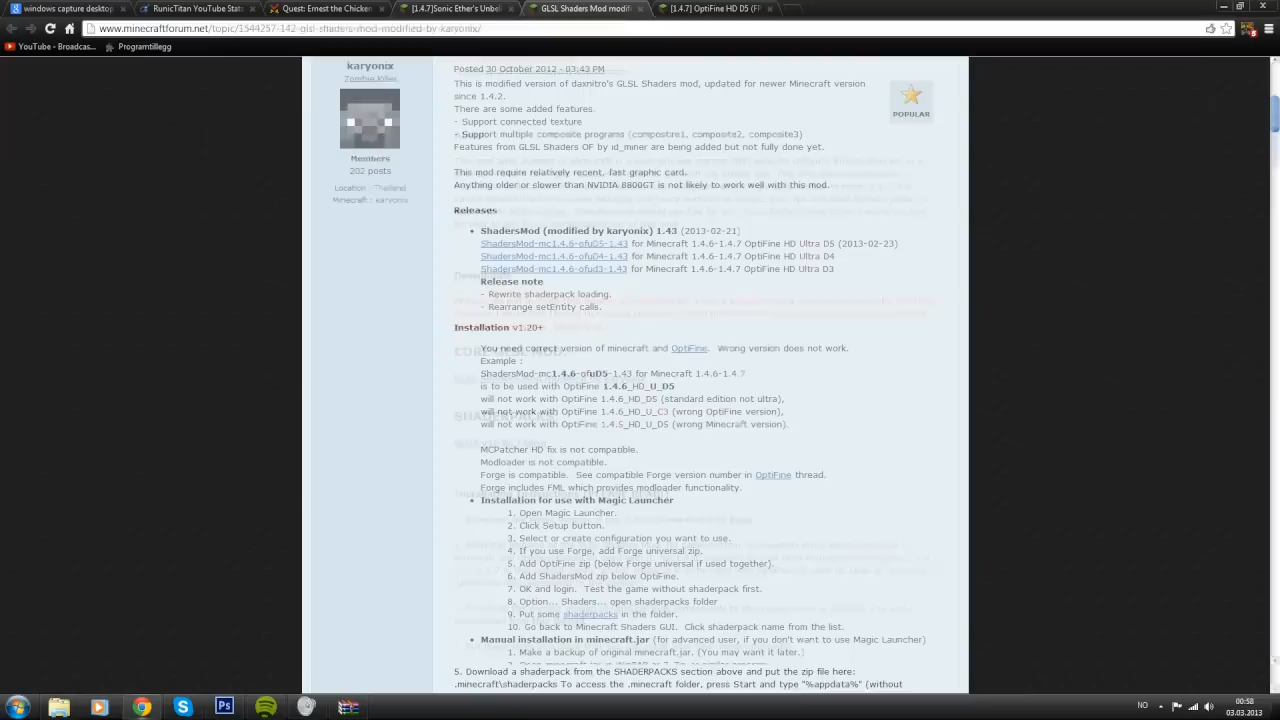 windows capture desktop
RunicTitan YouTube Stats
Quest: Ernest the Chicken
[1.4.7]Sonic Ether's Unbeli
GLSL Shaders Mod modifi
[1.4.7] OptiFine HD D5 (FP
www.minecraftforum.net/topic/1544257-142-glsl-shaders-mod-modified-by-karyonix/
YouTube - Broadcas...
Programtillegg
karyonix
Zombie Killer
Members
202 posts
Location : Thailand
Minecraft : karyonix
Posted 30 October 2012 - 03:43 PM
POPULAR
This is modified version of daxnitro's GLSL Shaders mod, updated for newer Minecraft version
since 1.4.2.
There are some added features.
- Support connected texture
- Support multiple composite programs (compostire1, composte2, composite3)
Features from GLSL Shaders OF by id_miner are being added but not fully done yet.
This mod require relatively recent, fast graphic card.
Anything older or slower than NVIDIA 8800GT is not likely to work well with this mod.
Releases
ShadersMod (modified by karyonix) 1.43 (2013-02-21)
ShadersMod-mc1.4.6-ofuD5-1.43 for Minecraft 1.4.6-1.4.7 OptiFine HD Ultra D5 (2013-02-23)
ShadersMod-mc1.4.6-ofuD4-1.43 for Minecraft 1.4.6-1.4.7 OptiFine HD Ultra D4
ShadersMod-mc1.4.6-ofud3-1.43 for Minecraft 1.4.6-1.4.7 OptiFine HD Ultra D3
Release note
- Rewrite shaderpack loading.
- Rearrange setEntity calls.
Installation v1.20+
You need correct version of minecraft and OptiFine. Wrong version does not work.
CORE GLSL MOD:
Example :
ShadersMod-mc1.4.6-ofuD5-1.43 for Minecraft 1.4.6-1.4.7
is to be used with OptiFine 1.4.6_HD_U_D5
will not work with OptiFine 1.4.6_HD_D5 (standard edition not ultra),
will not work with OptiFine 1.4.6_HD_U_C3 (wrong OptiFine version),
SHADERPACKS
will not work with OptiFine 1.4.5_HD_U_D5 (wrong Minecraft version).
MCPatcher HD fix is not compatible.
Modloader is not compatible.
Forge is compatible. See compatible Forge version number in OptiFine thread.
Forge includes FML which provides modloader functionality.
Installation for use with Magic Launcher
1. Open Magic Launcher.
2. Click Setup button.
3. Select or create configuration you want to use.
4. If you use Forge, add Forge universal zip.
5. Add OptiFine zip (below Forge universal if used together).
6. Add ShadersMod zip below OptiFine.
7. OK and login. Test the game without shaderpack first.
8. Option... Shaders... open shaderpacks folder
9. Put some shaderpacks in the folder.
10. Go back to Minecraft Shaders GUI. Click shaderpack name from the list.
Manual installation in minecraft.jar (for advanced user, if you don't want to use Magic Launcher)
1. Make a backup of original minecraft.jar. (You may want it later.)
5. Download a shaderpack from the SHADERPACKS section above and put the zip file here:
.minecraft\shaderpacks To access the .minecraft folder, press Start and type "%appdata%" (without
Ps
NO
00:58
03.03.2013